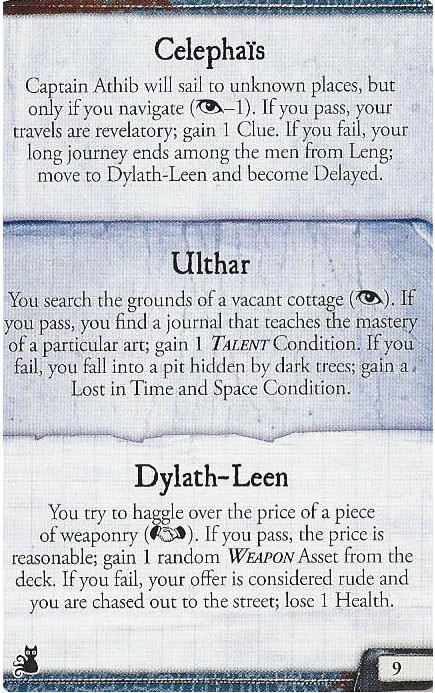 Celephaïs
Captain Athib will sail to unknown places, but
only if you navigate (–1). If you pass, your
travels are revelatory; gain 1 Clue. If you fail, your
long journey ends among the men from Leng;
move to Dylath-Leen and become Delayed.
Ulthar
You search the grounds of a vacant cottage (). If
you pass, you find a journal that teaches the mastery
of a particular art; gain 1 TALENT Condition. If you
fail, you fall into a pit hidden by dark trees; gain a
Lost in Time and Space Condition.
Dylath-Leen
You try to haggle over the price of a piece
of weaponry (). If you pass, the price is
reasonable; gain 1 random WEAPON Asset from the
deck. If you fail, your offer is considered rude and
you are chased out to the street; lose 1 Health.
9